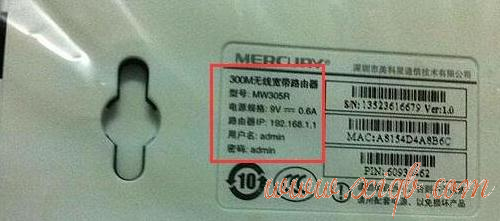 MERCURY
深圳市美科星通信技术有限公司
300M无线宽带路由器
型号: MW305R
电源规格: 9V⎓0.6A
路由器IP: 192.168.1.1
用户名: admin
密码: admin
S/N: 13523616679 Ver:1.0
MAC:A8154D4A8B6C
10
CCC